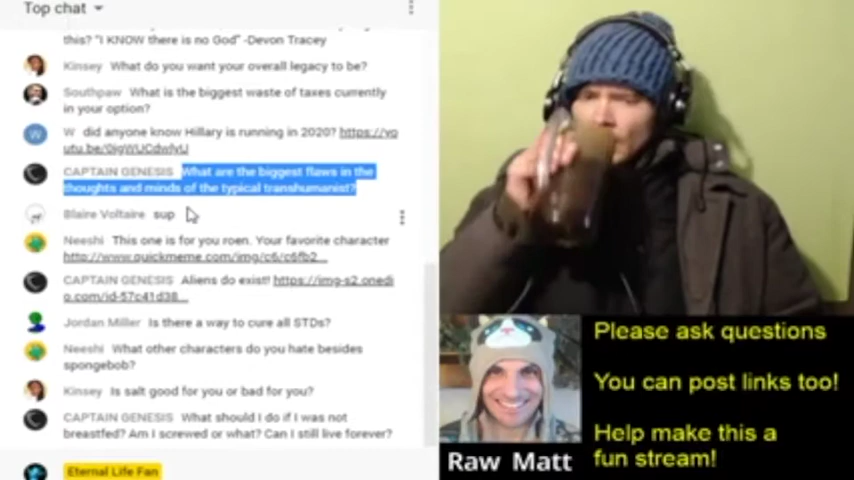 Top chat
this? "I KNOW there is no God" -Devon Tracey
Kinsey What do you want your overall legacy to be?
Southpaw What is the biggest waste of taxes currently
in your option?
W W did anyone know Hillary is running in 2020? https://yo
CAPTAIN GENESIS What are the biggest flaws in the
thoughts and minds of the typical transhumanist?
Blaire Voltaire sup
Neeshi This one is for you roen. Your favorite character
http://www.quickmeme.com/img/c6/c6fb2...
CAPTAIN GENESIS Aliens do exist! https://img-s2.onedi
o.com/id-57c41d38...
Jordan Miller Is there a way to cure all STDs?
Neeshi What other characters do you hate besides
spongebob?
Kinsey Is salt good for you or bad for you?
CAPTAIN GENESIS What should I do if I was not
breastfed? Am I screwed or what? Can I still live forever?
Eternal Life Fan
Raw Matt
Please ask questions
You can post links too!
Help make this a
fun stream!